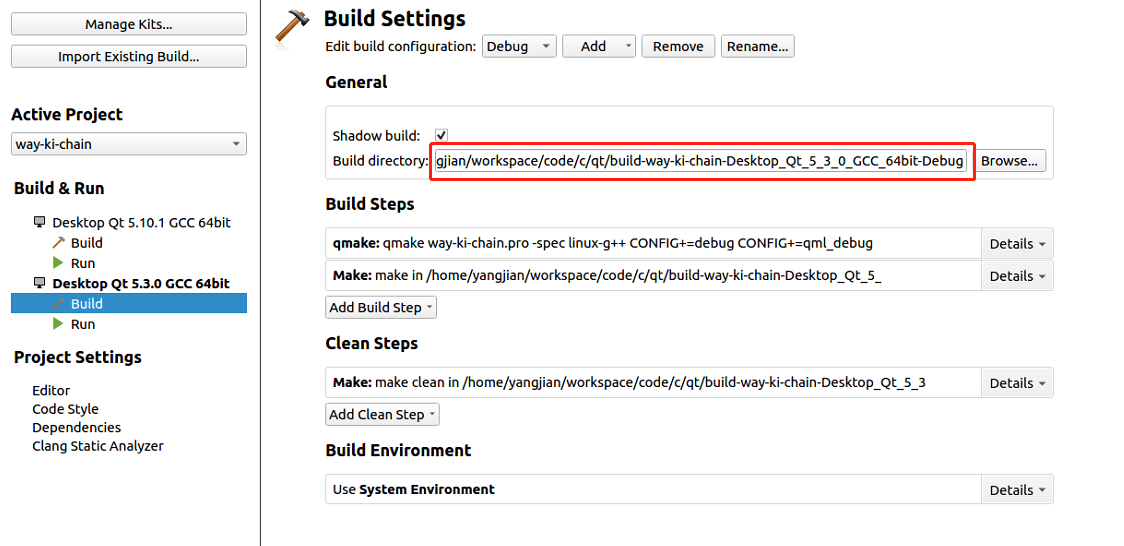 Manage Kits...
Import Existing Build...
Active Project
way-ki-chain
Build & Run
Desktop Qt 5.10.1 GCC 64bit
Build
Run
Desktop Qt 5.3.0 GCC 64bit
Build
Run
Project Settings
Editor
Code Style
Dependencies
Clang Static Analyzer
Build Settings
Edit build configuration: Debug Add Remove Rename...
General
Shadow build:
Build directory: gjian/workspace/code/c/qt/build-way-ki-chain-Desktop_Qt_5_3_0_GCC_64bit-Debug Browse...
Build Steps
qmake: qmake way-ki-chain.pro -spec linux-g++ CONFIG+=debug CONFIG+=qml_debug Details
Make: make in /home/yangjian/workspace/code/c/qt/build-way-ki-chain-Desktop_Qt_5_ Details
Add Build Step
Clean Steps
Make: make clean in /home/yangjian/workspace/code/c/qt/build-way-ki-chain-Desktop_Qt_5_3 Details
Add Clean Step
Build Environment
Use System Environment Details